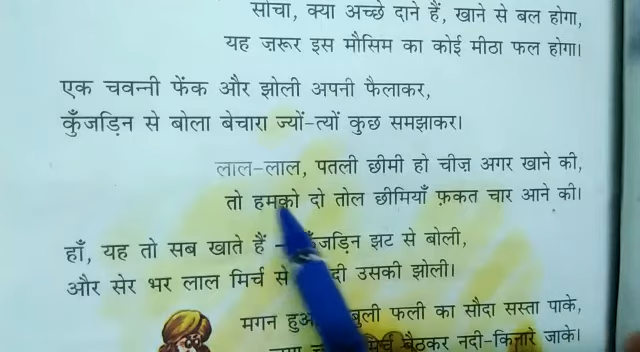 सोचा, क्या अच्छे दाने हैं, खाने से बल होगा,
यह ज़रूर इस मौसिम का कोई मीठा फल होगा।
एक चवन्नी फेंक और झोली अपनी फैलाकर,
कुँजड़िन से बोला बेचारा ज्यों-त्यों कुछ समझाकर।
लाल-लाल, पतली छीमी हो चीज़ अगर खाने की,
तो हमको दो तोल छीमियाँ फ़कत चार आने की।
हाँ, यह तो सब खाते हैं - कुँजड़िन झट से बोली,
और सेर भर लाल मिर्च से दी उसकी झोली।
मगन हुआ बुली फली का सौदा सस्ता पाके,
मिर्च बैठकर नदी-किनारे जाके।